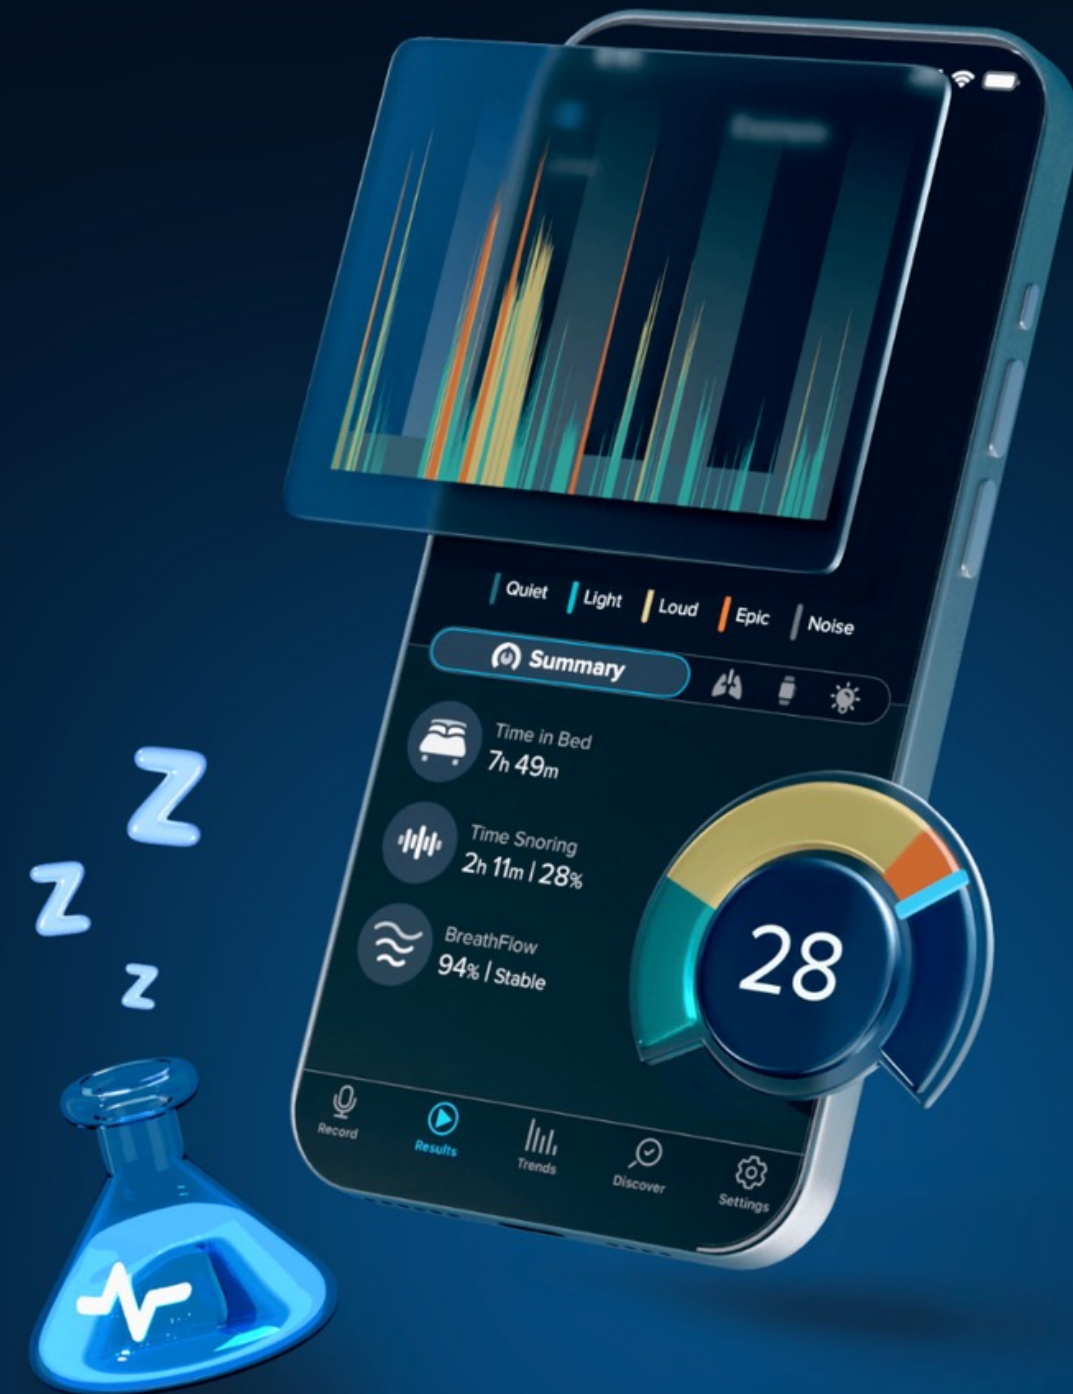 Example
Quiet
Light
Loud
Epic
Noise
Summary
Time in Bed
7h 49m
Time Snoring
2h 11m | 28%
BreathFlow
94% | Stable
28
Record
Results
Trends
Discover
Settings
Z
Z
Z